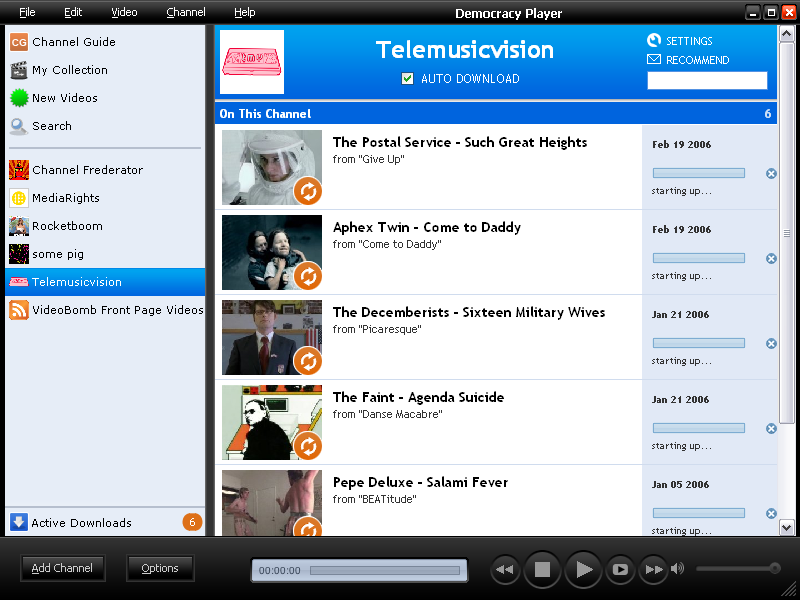 File Edit Video Channel Help Democracy Player
CG Channel Guide
My Collection
New Videos
Search
Channel Frederator
MediaRights
Rocketboom
some pig
Telemusicvision
VideoBomb Front Page Videos
Active Downloads 6
Telemusicvision
AUTO DOWNLOAD
SETTINGS
RECOMMEND
On This Channel 6
The Postal Service - Such Great Heights
from "Give Up"
Feb 19 2006
starting up...
Aphex Twin - Come to Daddy
from "Come to Daddy"
Feb 19 2006
starting up...
The Decemberists - Sixteen Military Wives
from "Picaresque"
Jan 21 2006
starting up...
The Faint - Agenda Suicide
from "Danse Macabre"
Jan 21 2006
starting up...
Pepe Deluxe - Salami Fever
from "BEATitude"
Jan 05 2006
starting up...
Add Channel
Options
00:00:00